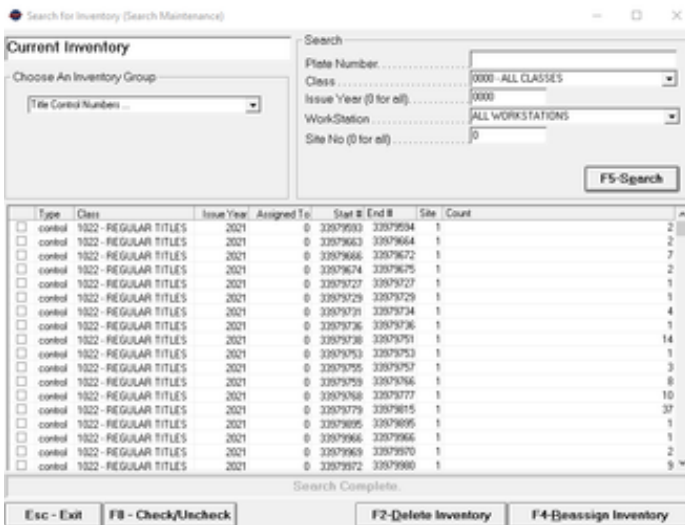 Search for Inventory (Search Maintenance)
Current Inventory
Choose An Inventory Group
Title Control Numbers ...
Search
Plate Number
Class 0000 - ALL CLASSES
Issue Year (0 for all) 0000
WorkStation ALL WORKSTATIONS
Site No (0 for all) 0
F5-Search
Type Class Issue Year Assigned To Start # End # Site Count
control 1022 - REGULAR TITLES 2021 0 33979593 33979594 1 2
control 1022 - REGULAR TITLES 2021 0 33979663 33979664 1 2
control 1022 - REGULAR TITLES 2021 0 33979666 33979672 1 7
control 1022 - REGULAR TITLES 2021 0 33979674 33979675 1 2
control 1022 - REGULAR TITLES 2021 0 33979727 33979727 1 1
control 1022 - REGULAR TITLES 2021 0 33979729 33979729 1 1
control 1022 - REGULAR TITLES 2021 0 33979731 33979734 1 4
control 1022 - REGULAR TITLES 2021 0 33979736 33979736 1 1
control 1022 - REGULAR TITLES 2021 0 33979738 33979751 1 14
control 1022 - REGULAR TITLES 2021 0 33979753 33979753 1 1
control 1022 - REGULAR TITLES 2021 0 33979755 33979757 1 3
control 1022 - REGULAR TITLES 2021 0 33979759 33979766 1 8
control 1022 - REGULAR TITLES 2021 0 33979768 33979777 1 10
control 1022 - REGULAR TITLES 2021 0 33979779 33979815 1 37
control 1022 - REGULAR TITLES 2021 0 33979895 33979895 1 1
control 1022 - REGULAR TITLES 2021 0 33979966 33979966 1 1
control 1022 - REGULAR TITLES 2021 0 33979969 33979970 1 2
control 1022 - REGULAR TITLES 2021 0 33979972 33979980 1 9
Search Complete.
Esc - Exit F8 - Check/Uncheck F2-Delete Inventory F4-Reassign Inventory